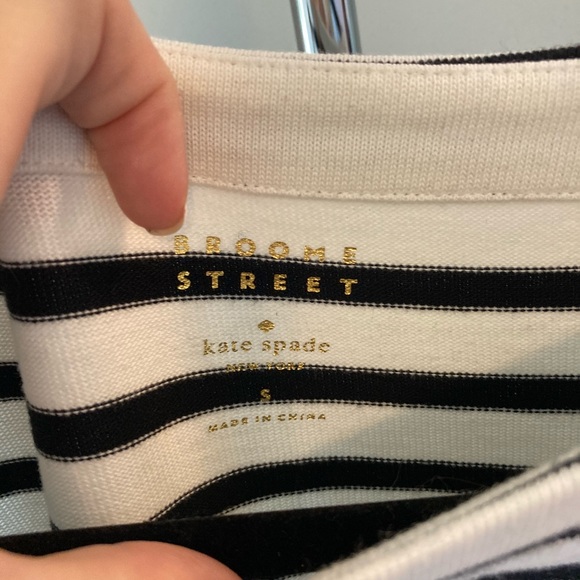 BROOME
STREET
kate spade
NEW YORK
S
MADE IN CHINA